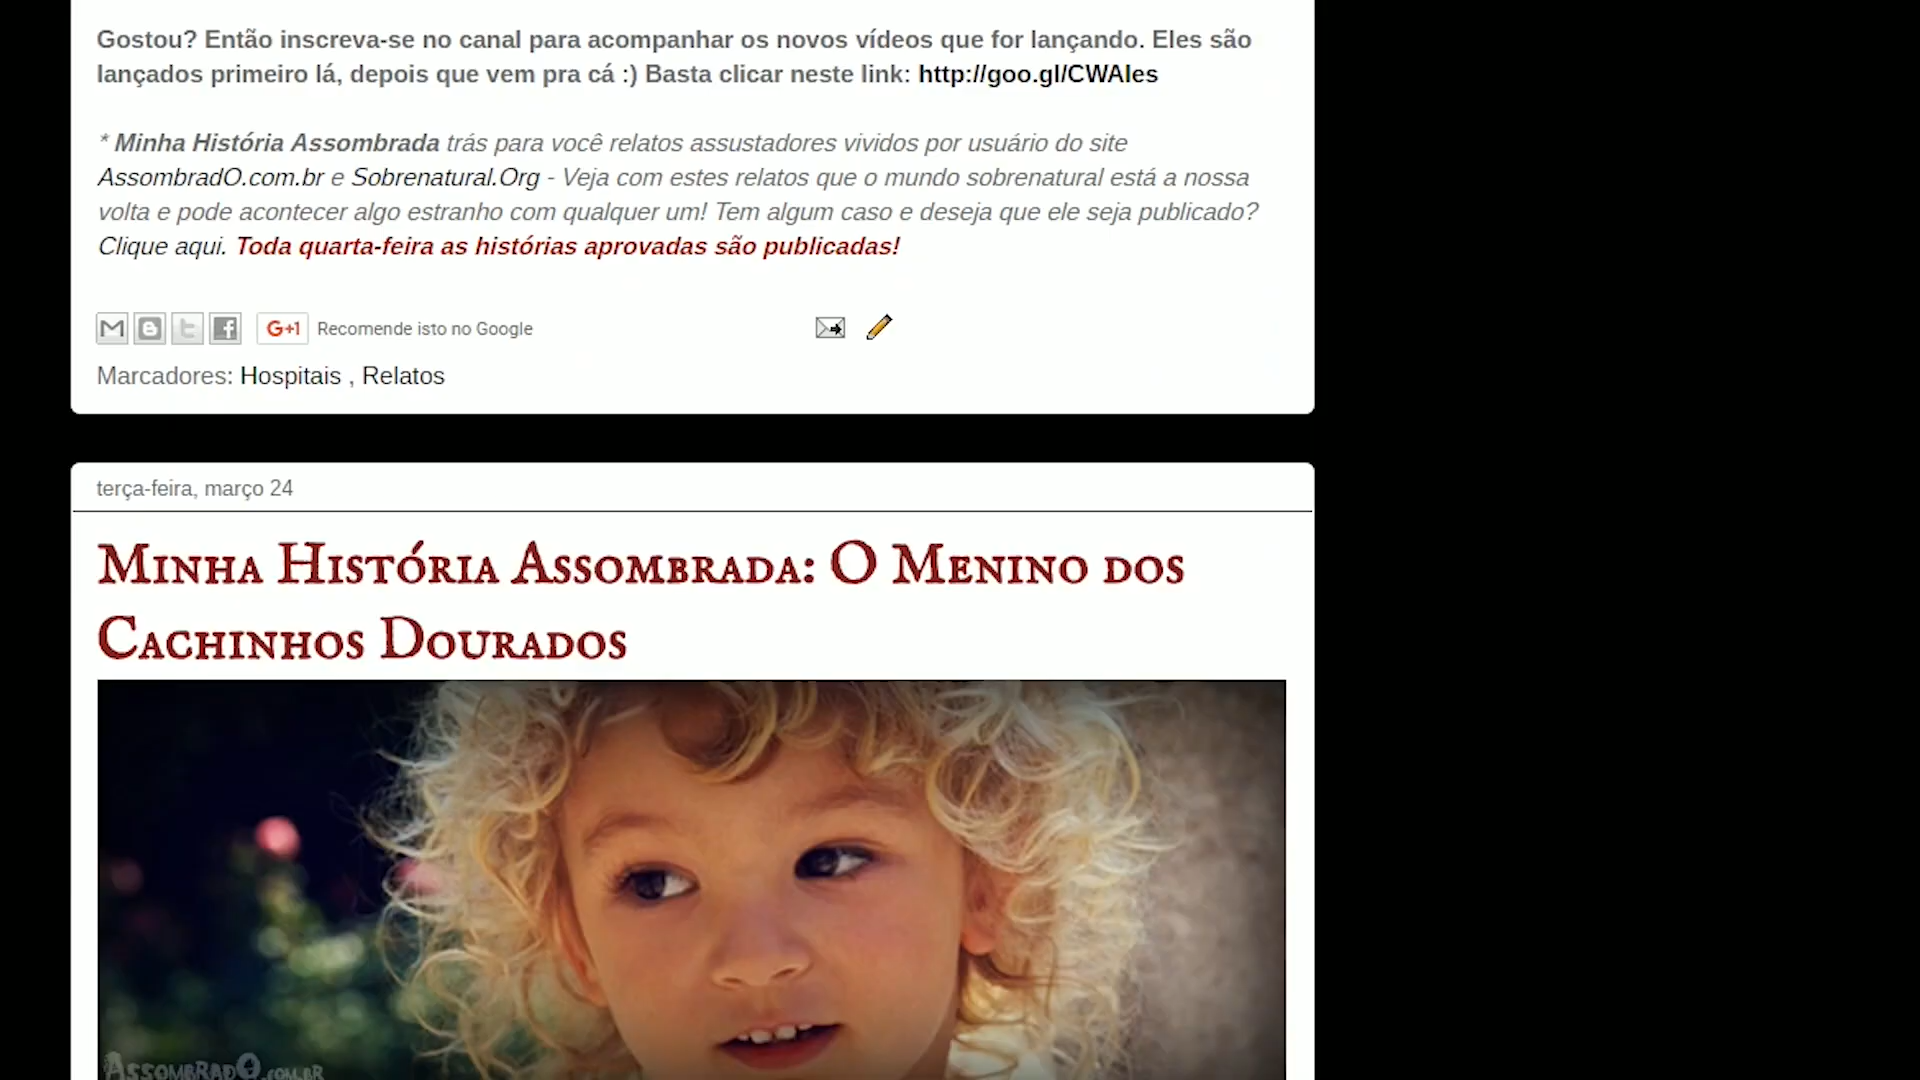 Gostou? Então inscreva-se no canal para acompanhar os novos vídeos que for lançando. Eles são
lançados primeiro lá, depois que vem pra cá :) Basta clicar neste link: http://goo.gl/CWAIes
* Minha História Assombrada trás para você relatos assustadores vividos por usuário do site
AssombradO.com.br e Sobrenatural.Org - Veja com estes relatos que o mundo sobrenatural está a nossa
volta e pode acontecer algo estranho com qualquer um! Tem algum caso e deseja que ele seja publicado?
Clique aqui. Toda quarta-feira as histórias aprovadas são publicadas!
G+1 Recomende isto no Google
Marcadores: Hospitais , Relatos
terça-feira, março 24
Minha História Assombrada: O Menino dos
Cachinhos Dourados
AssombradO.com.br